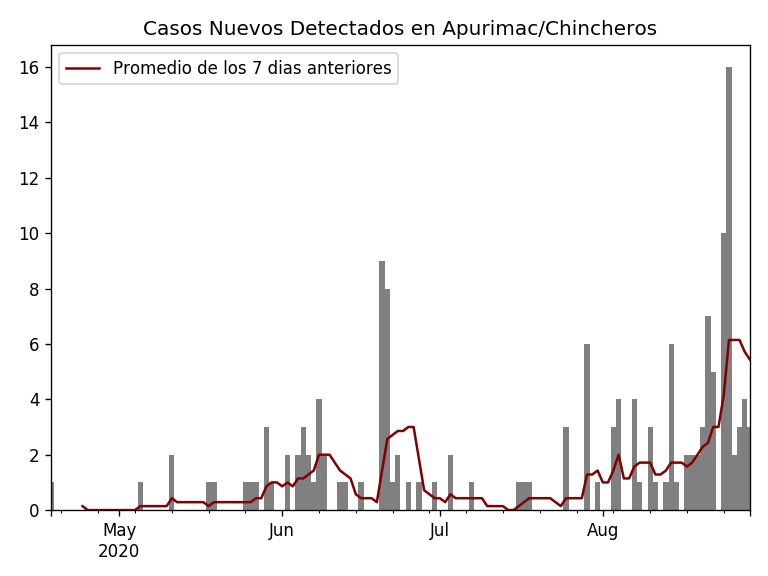 Casos Nuevos Detectados en Apurimac/Chincheros
Promedio de los 7 dias anteriores
16
14
12
10
8
6
4
2
0
May
2020
Jun
Jul
Aug